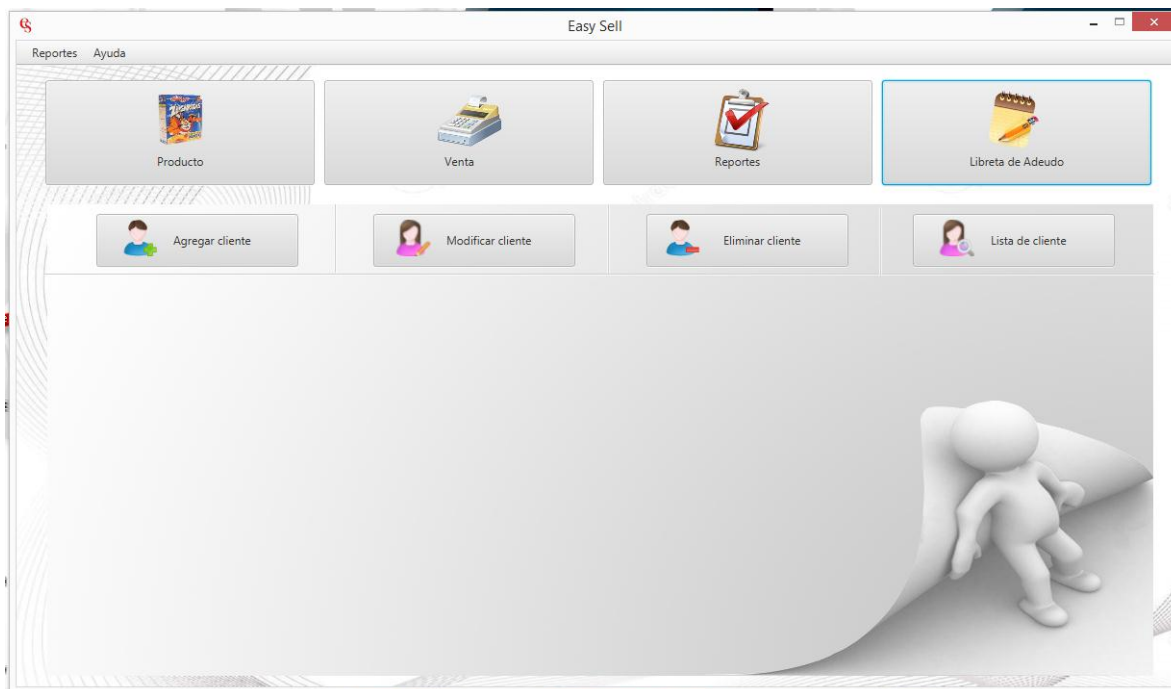 Easy Sell
Reportes Ayuda
Producto Venta Reportes Libreta de Adeudo
Agregar cliente Modificar cliente Eliminar cliente Lista de cliente